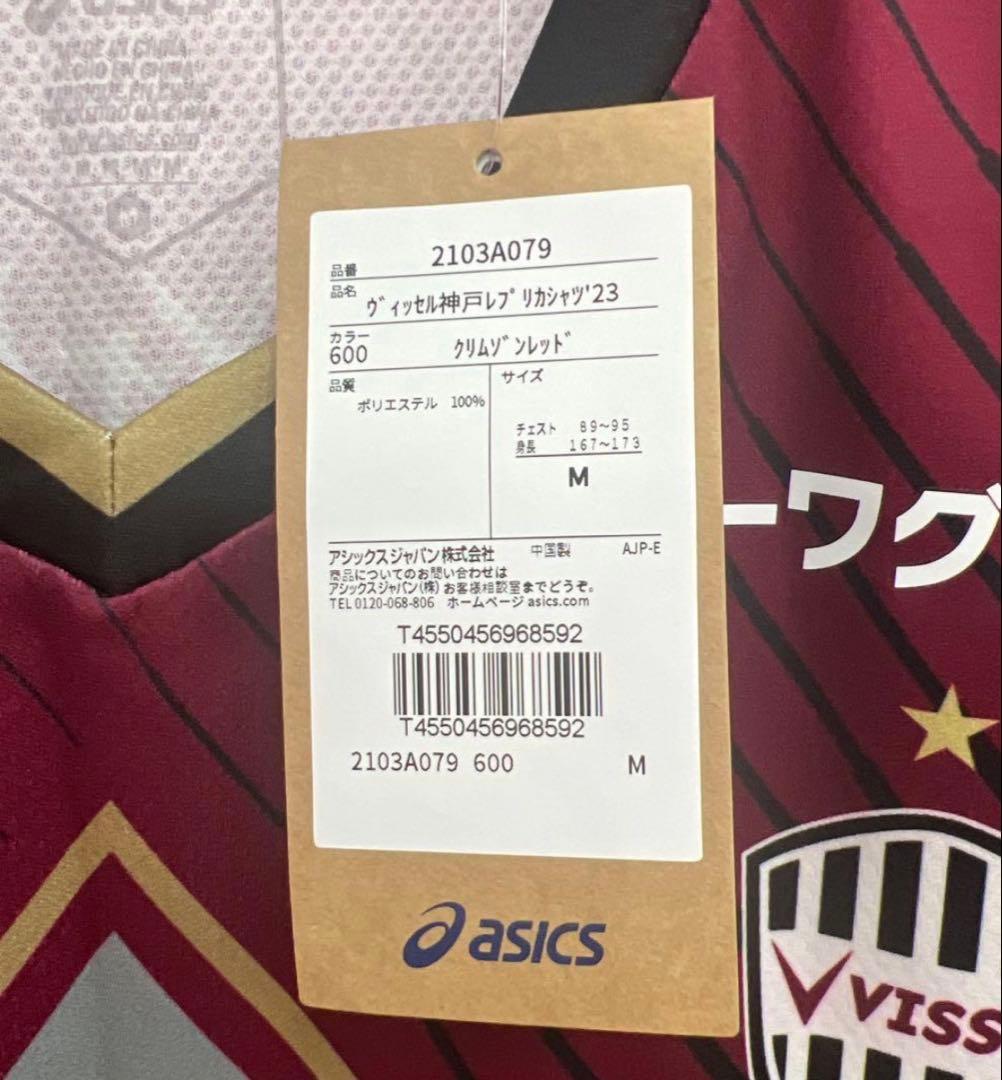 ASICS
MADE IN CHINA
M
品番 2103A079
品名 ヴィッセル神戸レプリカシャツ'23
カラー
600 クリムゾンレッド
品質
ポリエステル 100%
サイズ
チェスト 89~95
身長 167~173
M
アシックスジャパン株式会社 中国製 AJP-E
商品についてのお問い合わせは
アシックスジャパン(株)お客様相談室までどうぞ。
TEL 0120-068-806 ホームページ asics.com
T4550456968592
T4550456968592
2103A079 600 M
asics
ーワグ
VISS